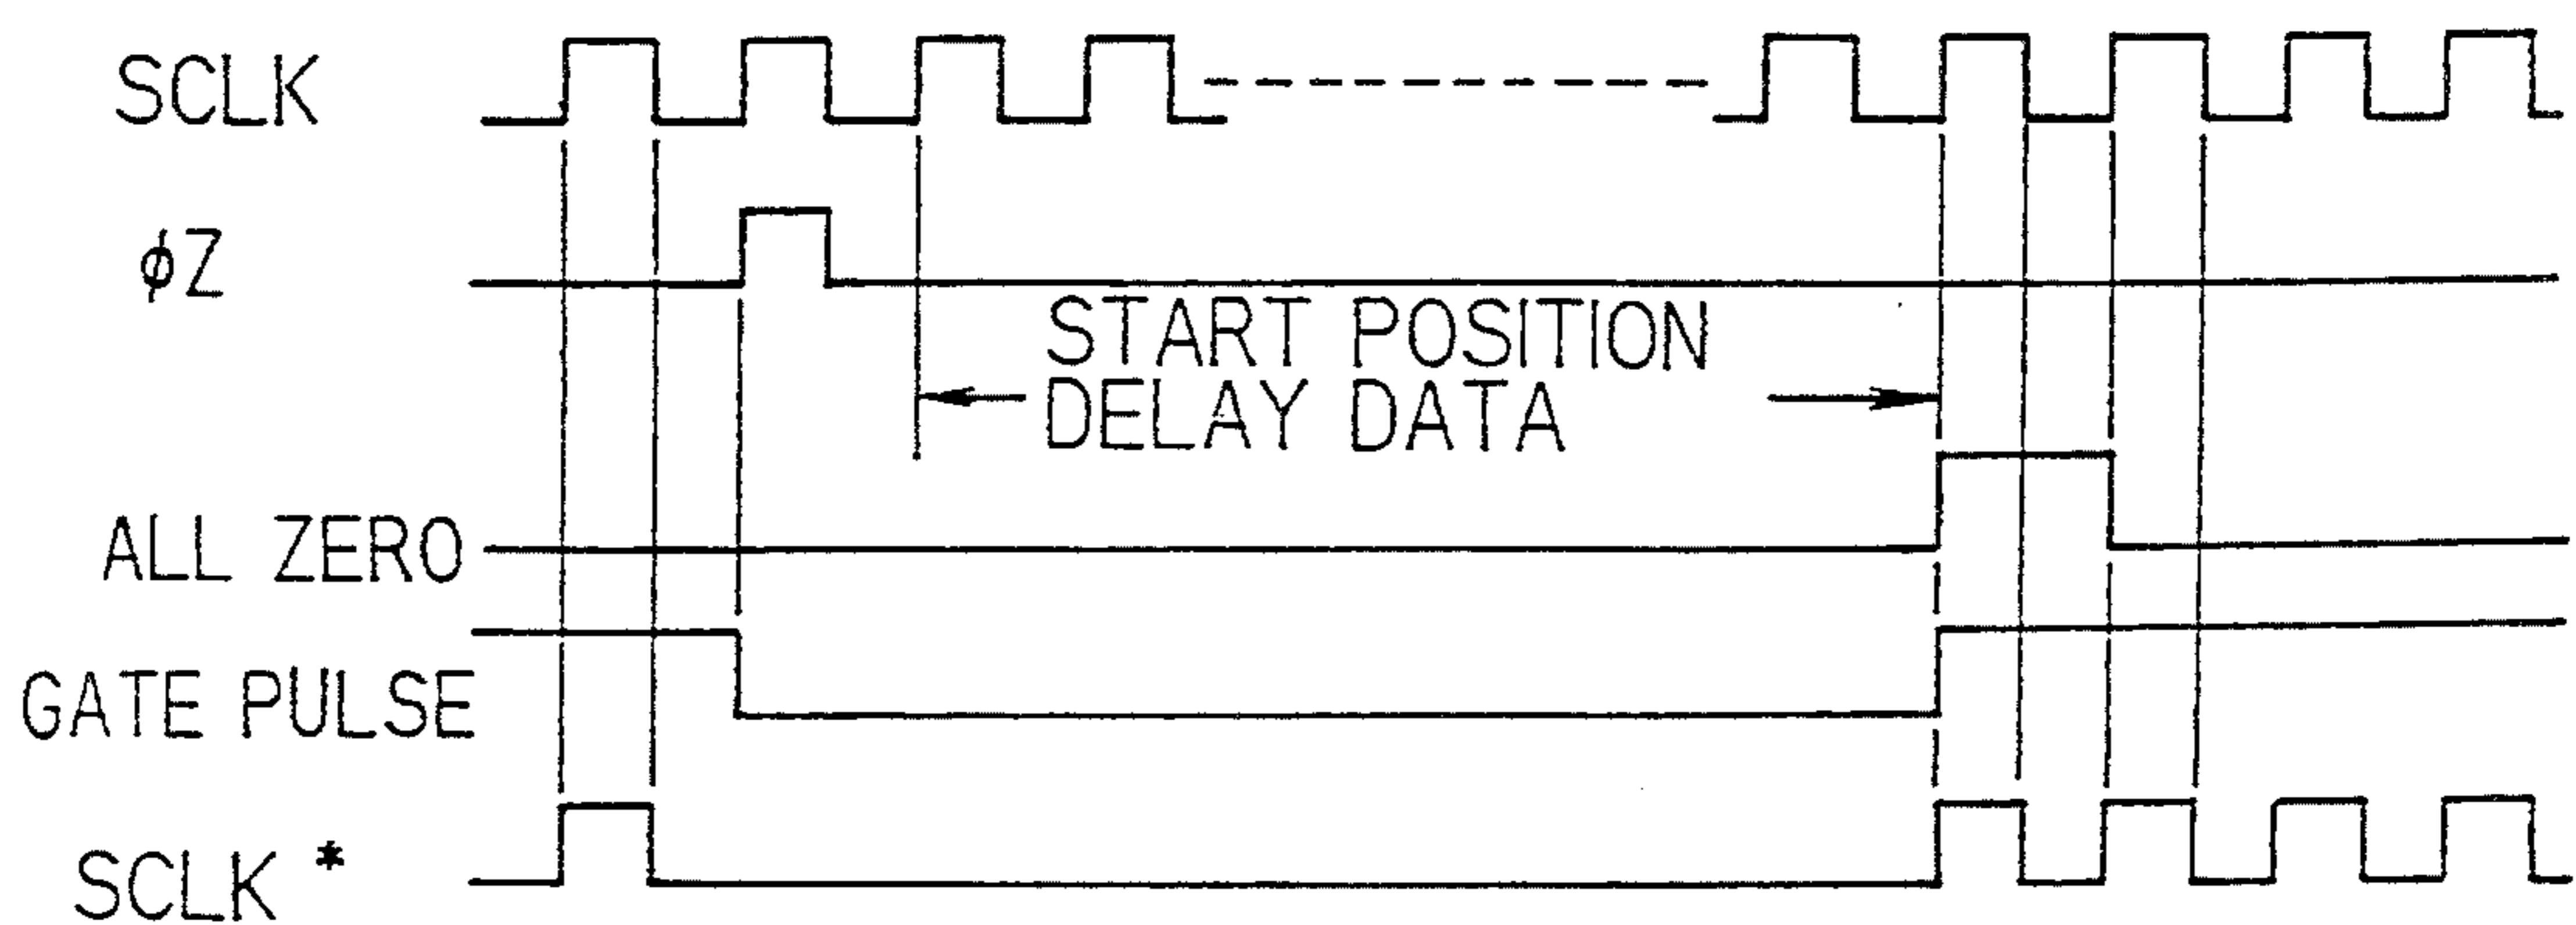 SCLK
φZ
START POSITION
DELAY DATA
ALL ZERO
GATE PULSE
SCLK *